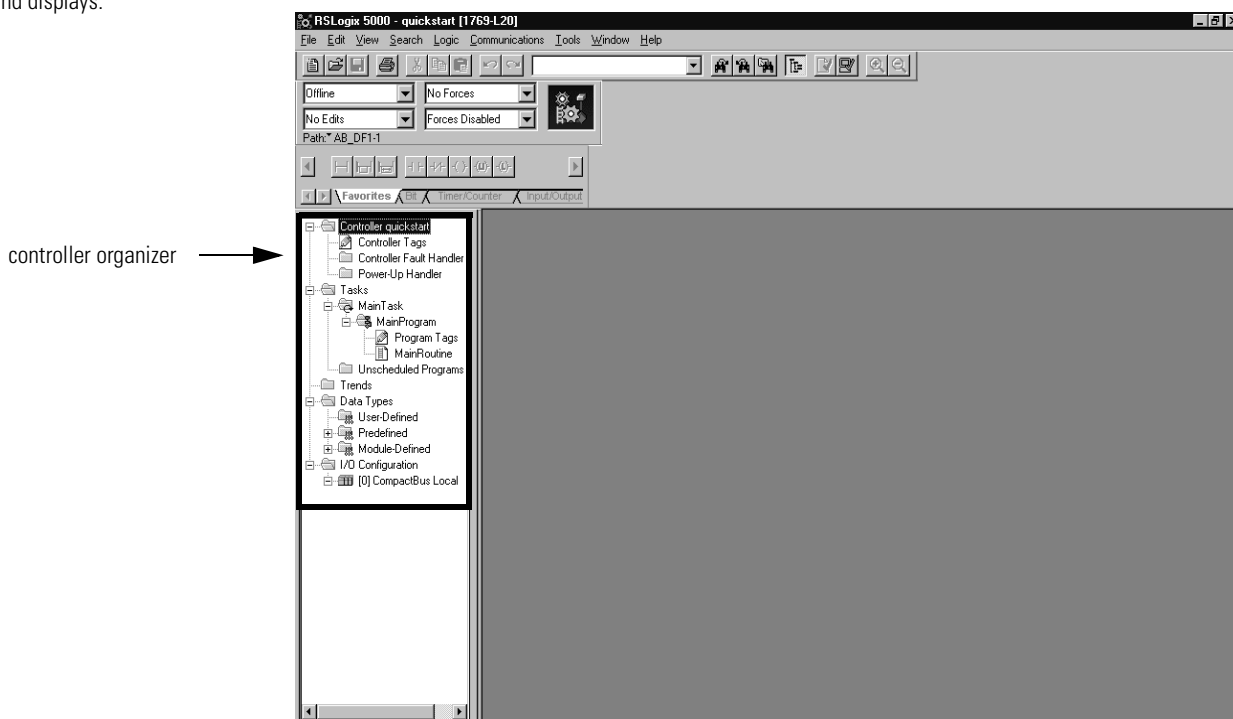 nd displays.
RSLogix 5000 - quickstart [1769-L20]
File Edit View Search Logic Communications Tools Window Help
Offline No Forces
No Edits Forces Disabled
Path:* AB_DF1-1
Favorites Bit Timer/Counter Input/Output
controller organizer
Controller quickstart
Controller Tags
Controller Fault Handler
Power-Up Handler
Tasks
MainTask
MainProgram
Program Tags
MainRoutine
Unscheduled Programs
Trends
Data Types
User-Defined
Predefined
Module-Defined
I/O Configuration
[0] CompactBus Local